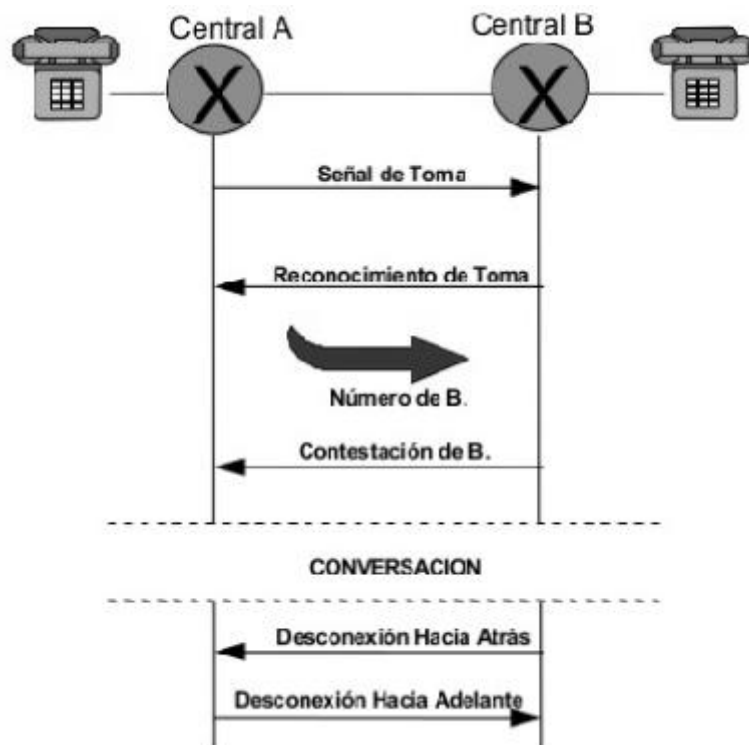 Central A
Central B
Señal de Toma
Reconocimiento de Toma
Número de B.
Contestación de B.
CONVERSACION
Desconexión Hacia Atrás
Desconexión Hacia Adelante